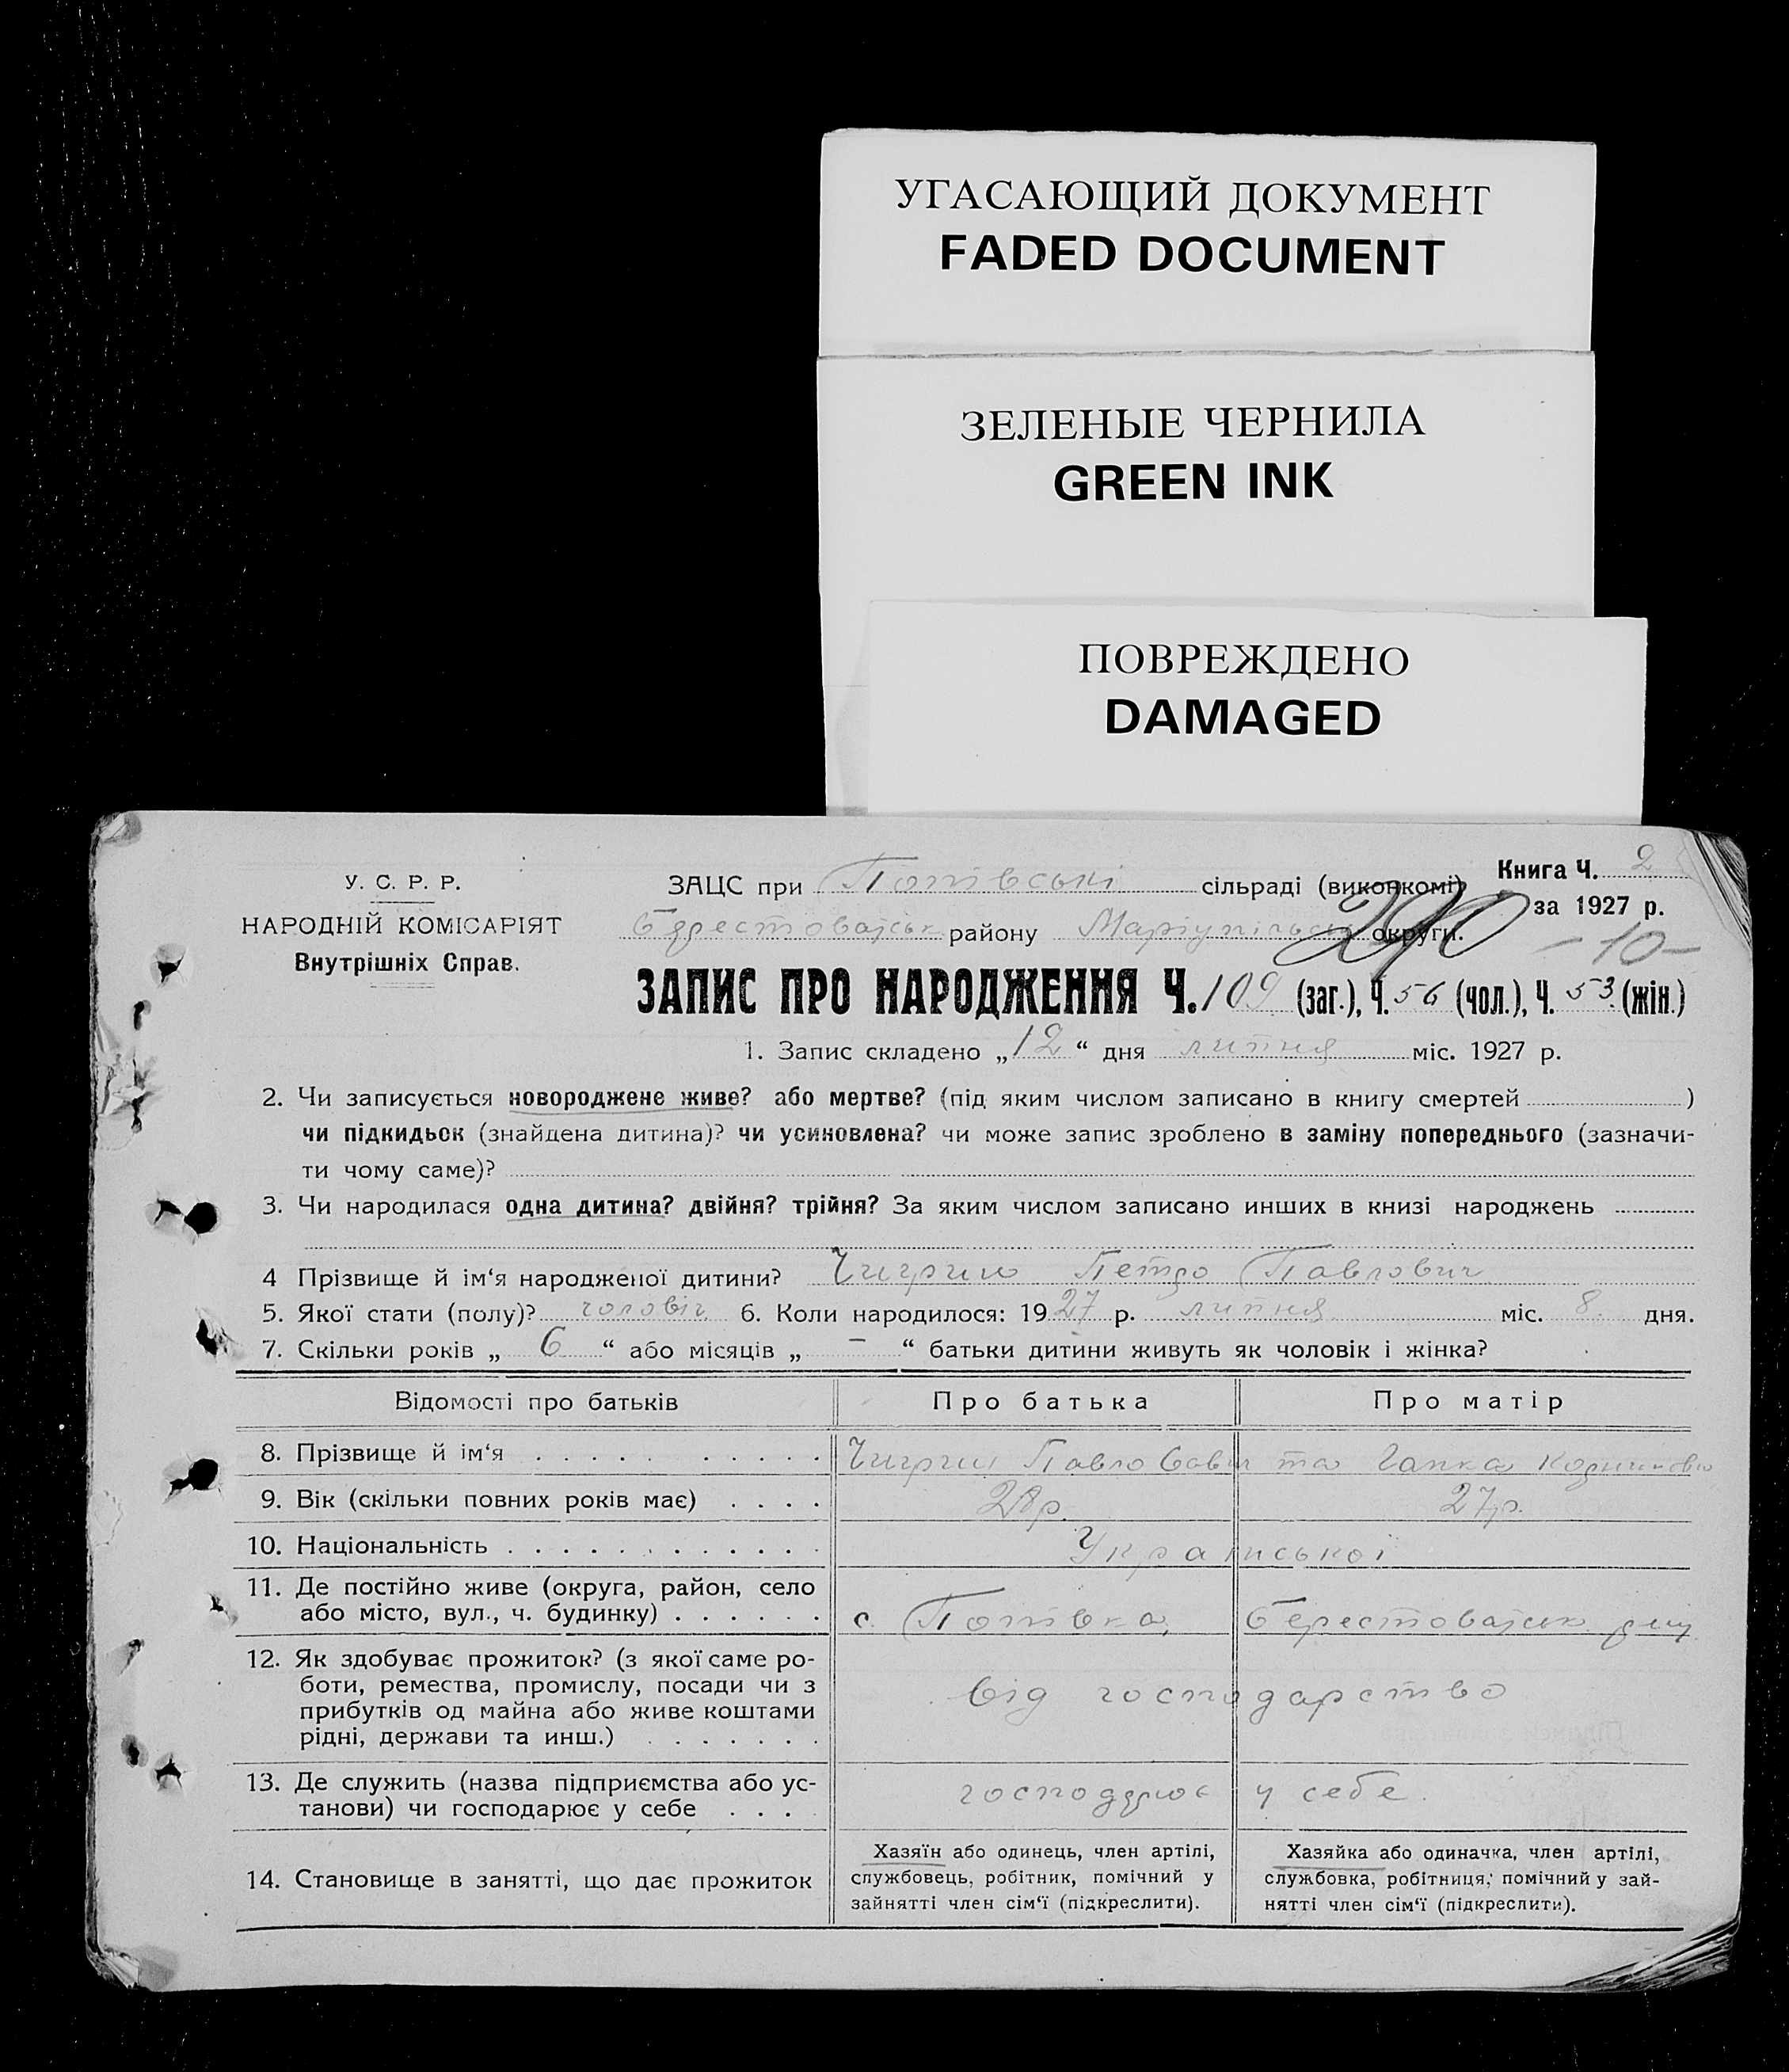 УГАСАЮЩИЙ ДОКУМЕНТ
FADED DOCUMENT
ЗЕЛЕНЫЕ ЧЕРНИЛА
GREEN INK
ПОВРЕЖДЕНО
DAMAGED
У. С. Р. Р.
НАРОДНІЙ КОМІСАРІЯТ
Внутрішніх Справ.
ЗАЦС при Попівські сільраді (виконкомі)
Книга Ч. 2
за 1927 р.
району Маріупільськ округи.
290
-10-
ЗАПИС ПРО НАРОДЖЕННЯ Ч. 109 (заг.), Ч. 56 (чол.), Ч. 53 (жін.)
1. Запис складено „12“ дня липня міс. 1927 р.
2. Чи записується новороджене живе? або мертве? (під яким числом записано в книгу смертей )
чи підкидьок (знайдена дитина)? чи усиновлена? чи може запис зроблено в заміну попереднього (зазначи-
ти чому саме)?
3. Чи народилася одна дитина? двійня? трійня? За яким числом записано инших в книзі народжень
4 Прізвище й ім‘я народженої дитини? Чигрин Петро Павлович
5. Якої стати (полу)? чоловіч. 6. Коли народилося: 1927 р. липня міс. 8. дня.
7. Скільки років „ 6 “ або місяців „ – “ батьки дитини живуть як чоловік і жінка?
Відомості про батьків Про батька Про матір
8. Прізвище й ім‘я Чигрин Павло та Гапка
9. Вік (скільки повних років має) 28р. 27р.
10. Національність Української
11. Де постійно живе (округа, район, село
або місто, вул., ч. будинку) с. Попівка, Берестовайськ.
12. Як здобуває прожиток? (з якої саме ро-
боти, ремества, промислу, посади чи з
прибутків од майна або живе коштами
рідні, держави та инш.) від господарство
13. Де служить (назва підприємства або ус-
танови) чи господарює у себе господарює у себе.
14. Становище в занятті, що дає прожиток
Хазяїн або одинець, член артілі,
службовець, робітник, помічний у
зайнятті член сім‘ї (підкреслити).
Хазяйка або одиначка, член артілі,
службовка, робітниця, помічний у зай-
нятті член сім‘ї (підкреслити).